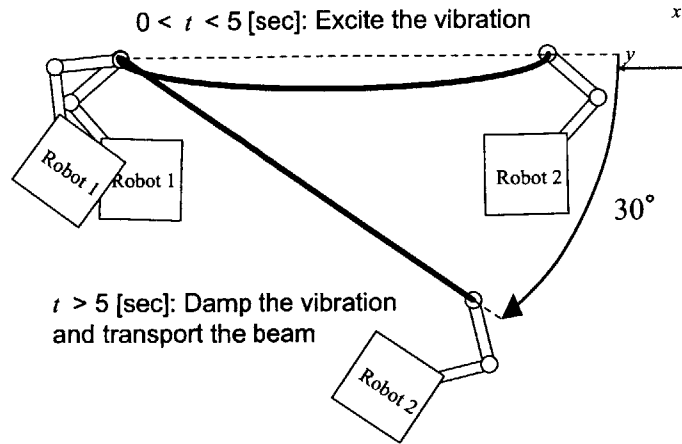 0 < t < 5 [sec]: Excite the vibration
x
y
Robot 1
Robot 1
Robot 2
30°
t > 5 [sec]: Damp the vibration
and transport the beam
Robot 2